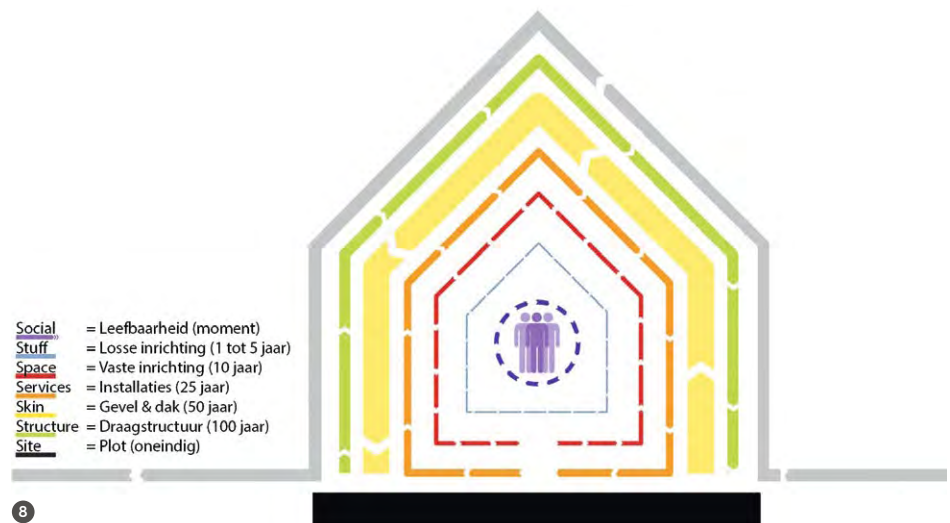 Social = Leefbaarheid (moment)
Stuff = Losse inrichting (1 tot 5 jaar)
Space = Vaste inrichting (10 jaar)
Services = Installaties (25 jaar)
Skin = Gevel & dak (50 jaar)
Structure = Draagstructuur (100 jaar)
Site = Plot (oneindig)
8